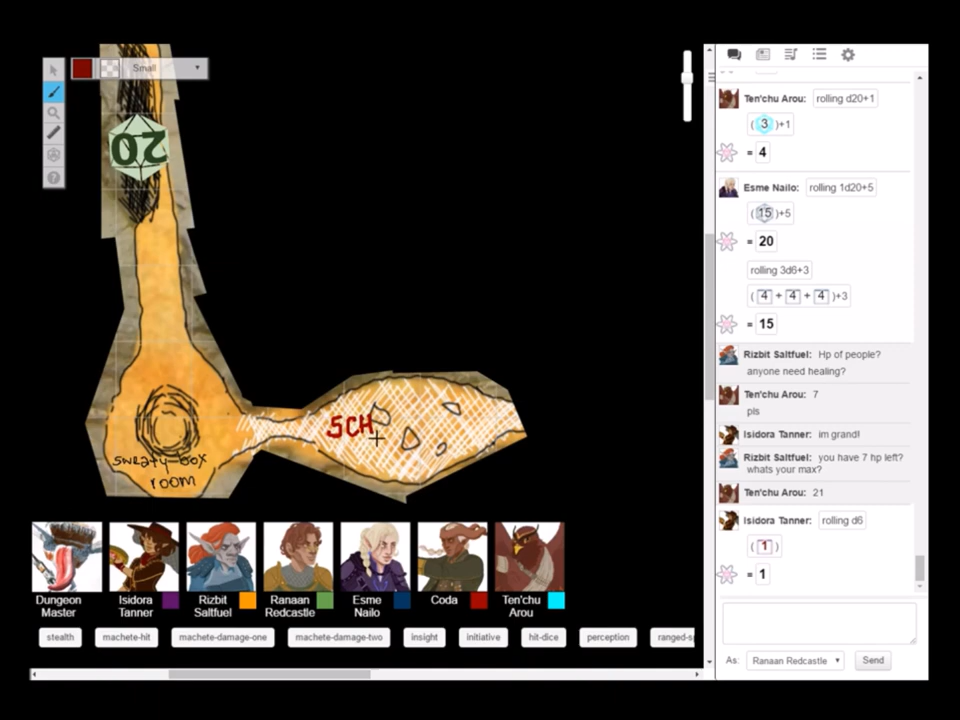 Small
20
SCH
sweaty box
room
Dungeon
Master
Isidora
Tanner
Rizbit
Saltfuel
Ranaan
Redcastle
Esme
Nailo
Coda
Ten'chu
Arou
stealth
machete-hit
machete-damage-one
machete-damage-two
insight
initiative
hit-dice
perception
ranged-sp
Ten'chu Arou: rolling d20+1
(3)+1
= 4
Esme Nailo: rolling 1d20+5
(15)+5
= 20
rolling 3d6+3
(4+4+4)+3
= 15
Rizbit Saltfuel: Hp of people?
anyone need healing?
Ten'chu Arou: 7
pls
Isidora Tanner: im grand!
Rizbit Saltfuel: you have 7 hp left?
whats your max?
Ten'chu Arou: 21
Isidora Tanner: rolling d6
(1)
= 1
As: Ranaan Redcastle Send